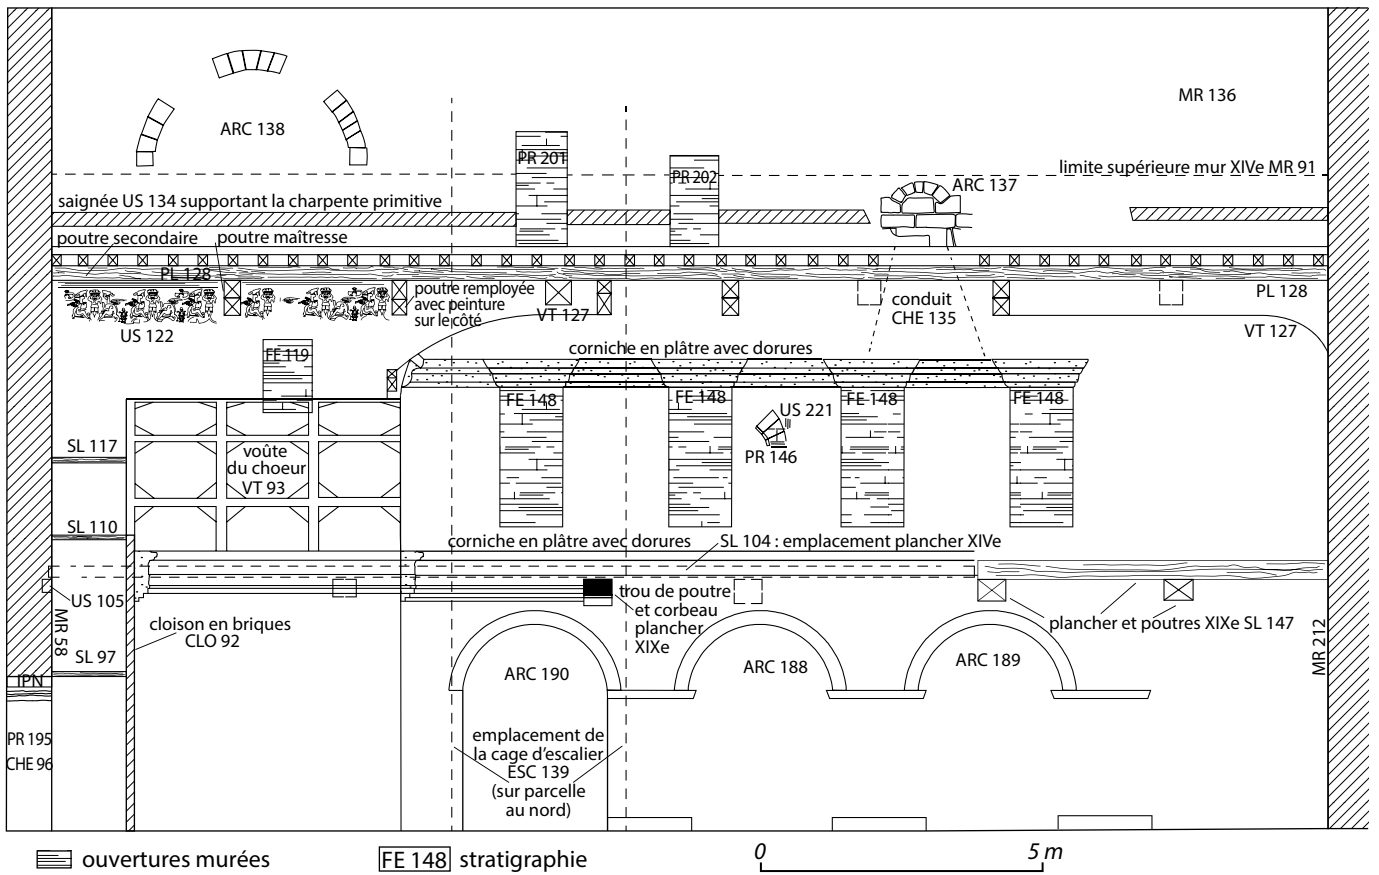 ARC 138
MR 136
PR 201
PR 202
limite supérieure mur XIVe MR 91
ARC 137
saignée US 134 supportant la charpente primitive
poutre secondaire
poutre maîtresse
PL 128
poutre remployée
avec peinture
sur le côté
VT 127
conduit
CHE 135
PL 128
VT 127
US 122
FE 119
corniche en plâtre avec dorures
FE 148
FE 148
FE 148
FE 148
US 221
PR 146
SL 117
voûte
du choeur
VT 93
SL 110
corniche en plâtre avec dorures
SL 104 : emplacement plancher XIVe
US 105
MR 58
cloison en briques
CLO 92
trou de poutre
et corbeau
plancher
XIXe
plancher et poutres XIXe SL 147
MR 212
SL 97
IPN
ARC 190
ARC 188
ARC 189
PR 195
CHE 96
emplacement de
la cage d'escalier
ESC 139
(sur parcelle
au nord)
ouvertures murées
FE 148 stratigraphie
0 5 m